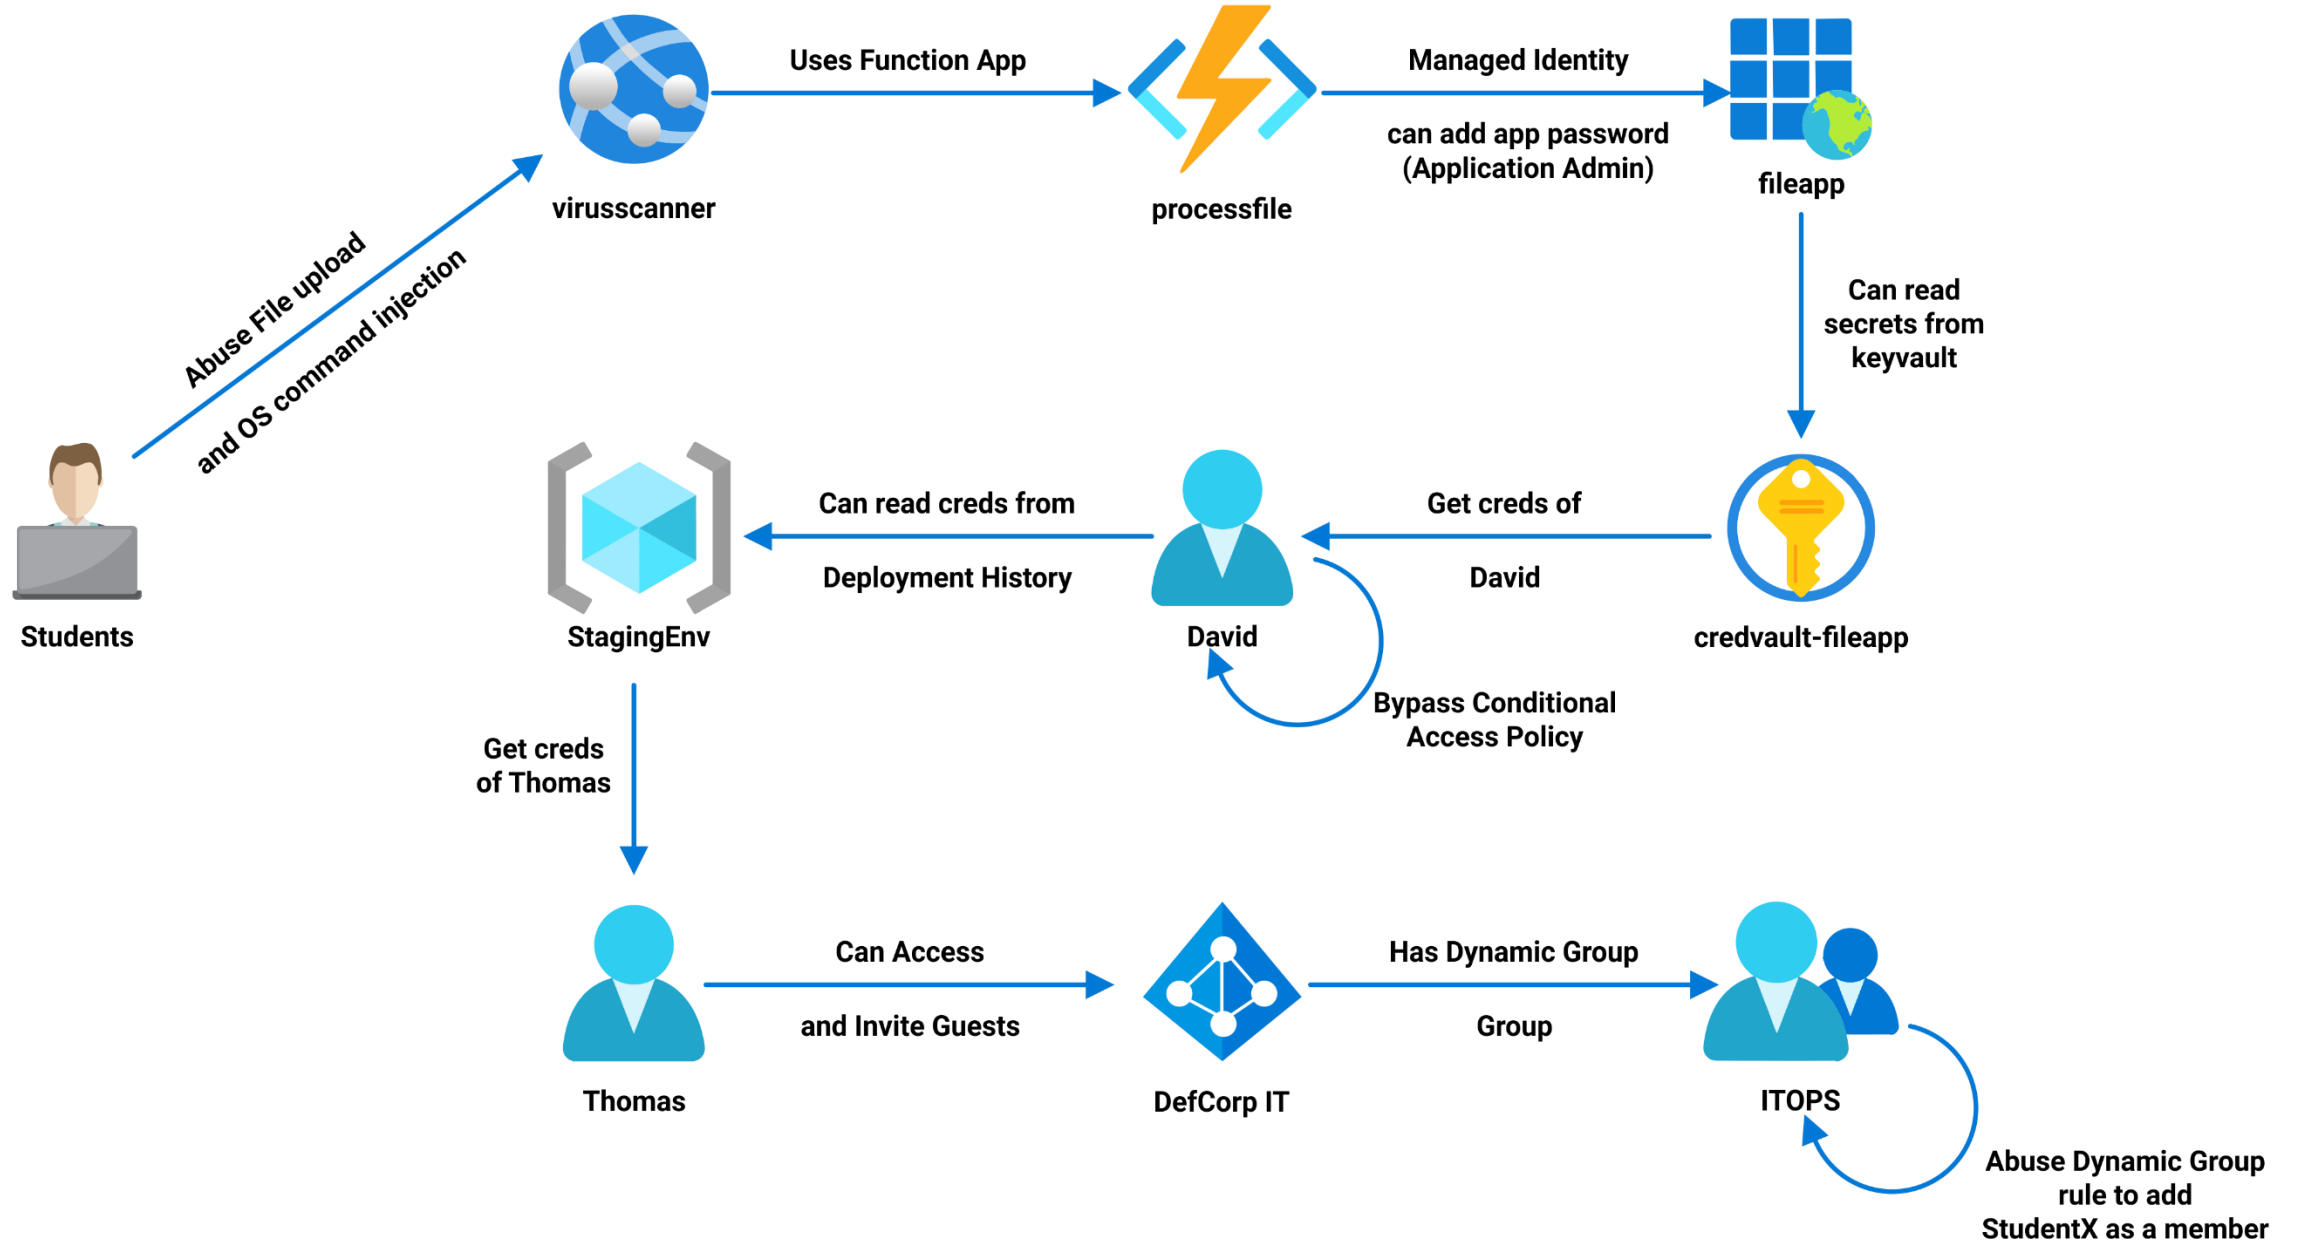 Uses Function App
Managed Identity
can add app password
(Application Admin)
virusscanner
processfile
fileapp
Abuse File upload
and OS command injection
Can read
secrets from
keyvault
Students
Can read creds from
Deployment History
Get creds of
David
StagingEnv
David
credvault-fileapp
Bypass Conditional
Access Policy
Get creds
of Thomas
Can Access
and Invite Guests
Has Dynamic Group
Group
Thomas
DefCorp IT
ITOPS
Abuse Dynamic Group
rule to add
StudentX as a member